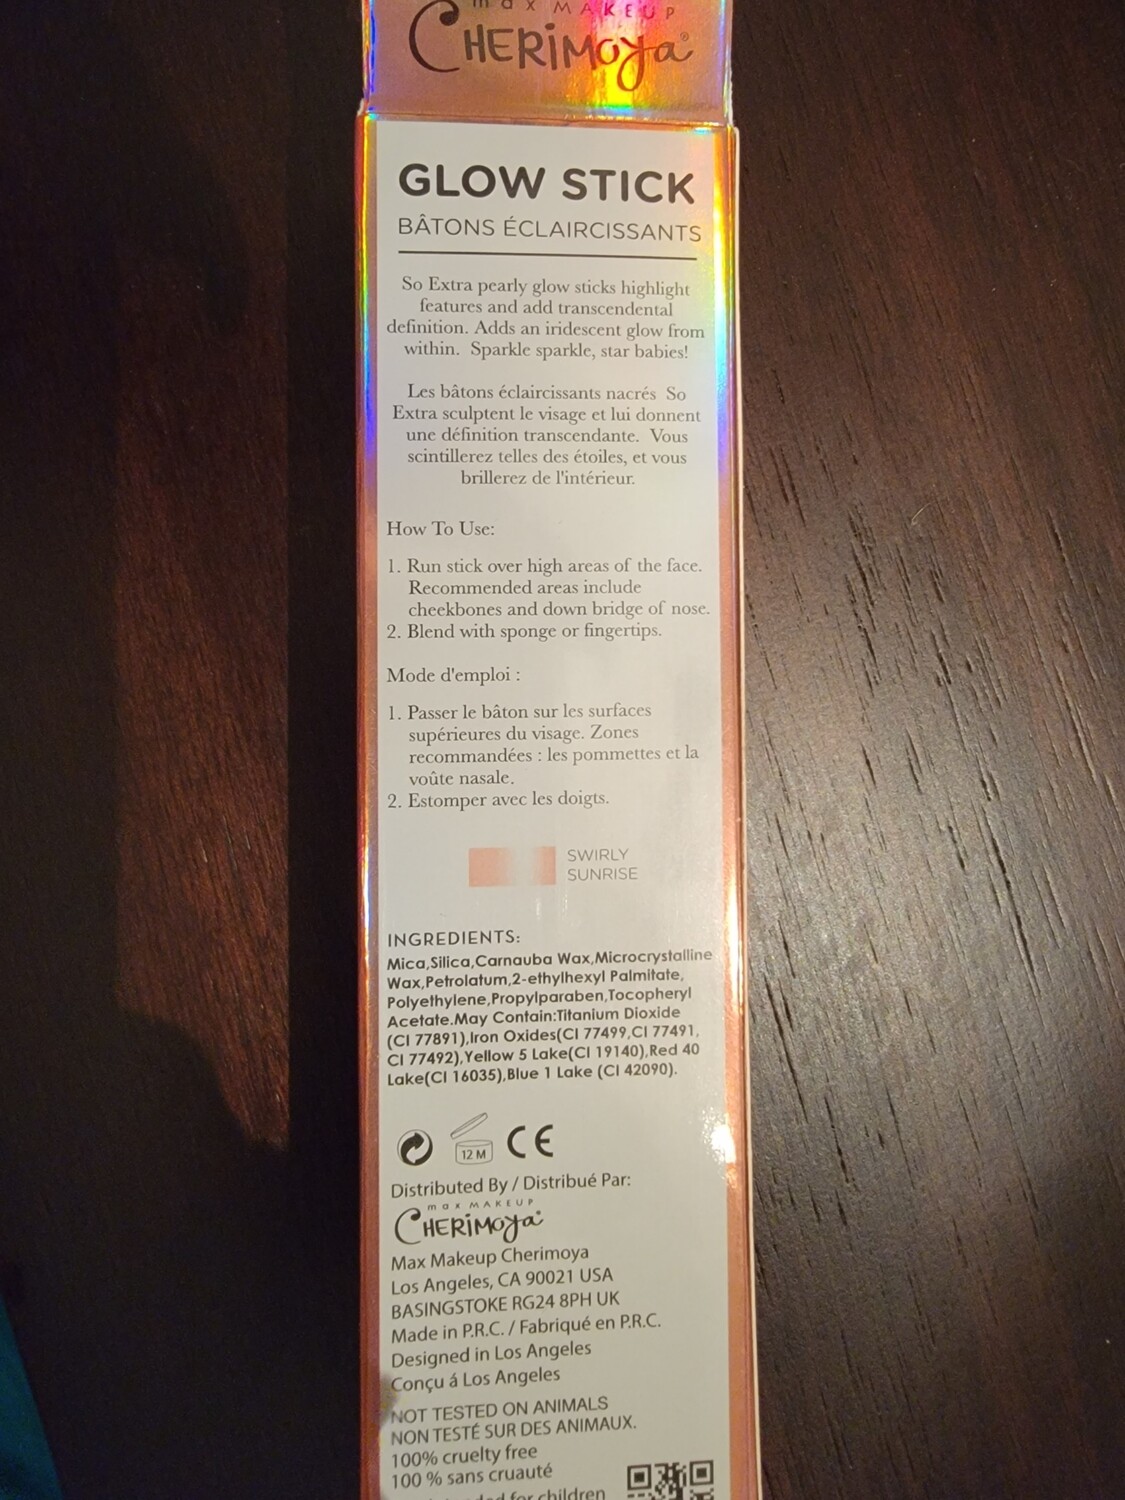 max MAKEUP
CHERiMOYa®
GLOW STICK
BÂTONS ÉCLAIRCISSANTS
So Extra pearly glow sticks highlight
features and add transcendental
definition. Adds an iridescent glow from
within. Sparkle sparkle, star babies!
Les bâtons éclaircissants nacrés So
Extra sculptent le visage et lui donnent
une définition transcendante. Vous
scintillerez telles des étoiles, et vous
brillerez de l'intérieur.
How To Use:
1. Run stick over high areas of the face.
Recommended areas include
cheekbones and down bridge of nose.
2. Blend with sponge or fingertips.
Mode d'emploi :
1. Passer le bâton sur les surfaces
supérieures du visage. Zones
recommandées : les pommettes et la
voûte nasale.
2. Estomper avec les doigts.
SWIRLY
SUNRISE
INGREDIENTS:
Mica,Silica,Carnauba Wax,Microcrystalline
Wax,Petrolatum,2-ethylhexyl Palmitate,
Polyethylene,Propylparaben,Tocopheryl
Acetate.May Contain:Titanium Dioxide
(CI 77891),Iron Oxides(CI 77499,CI 77491,
CI 77492),Yellow 5 Lake(CI 19140),Red 40
Lake(CI 16035),Blue 1 Lake (CI 42090).
12 M CE
Distributed By / Distribué Par:
max MAKEUP
CHERiMOYa®
Max Makeup Cherimoya
Los Angeles, CA 90021 USA
BASINGSTOKE RG24 8PH UK
Made in P.R.C. / Fabriqué en P.R.C.
Designed in Los Angeles
Conçu á Los Angeles
NOT TESTED ON ANIMALS
NON TESTÉ SUR DES ANIMAUX.
100% cruelty free
100 % sans cruauté
for children